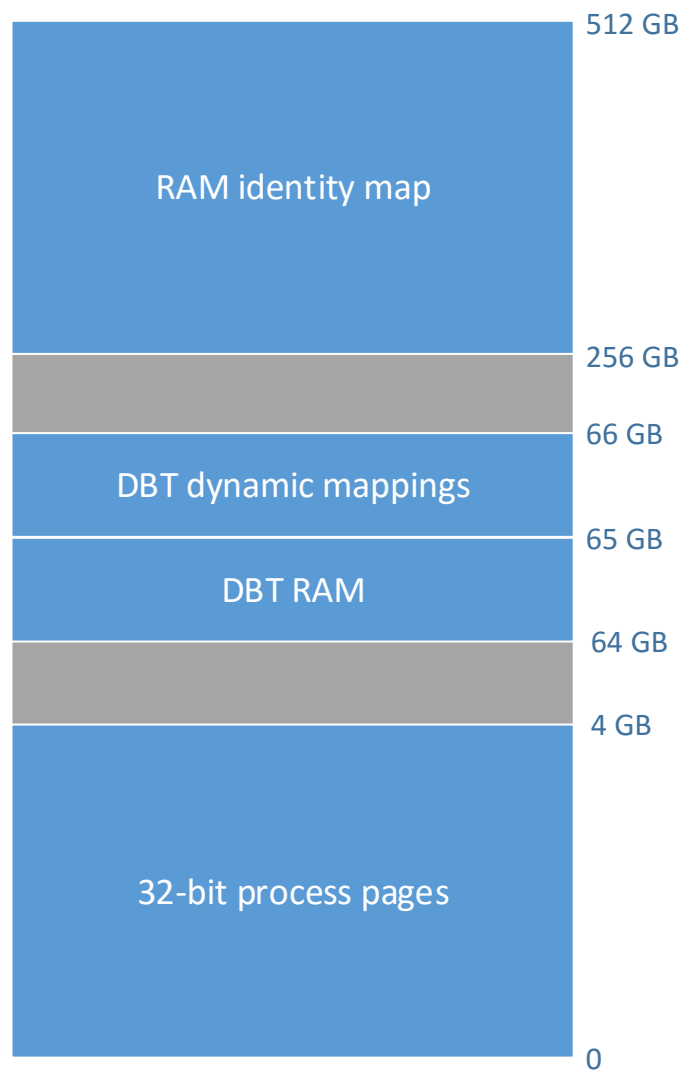 512 GB
RAM identity map
256 GB
66 GB
DBT dynamic mappings
65 GB
DBT RAM
64 GB
4 GB
32-bit process pages
0